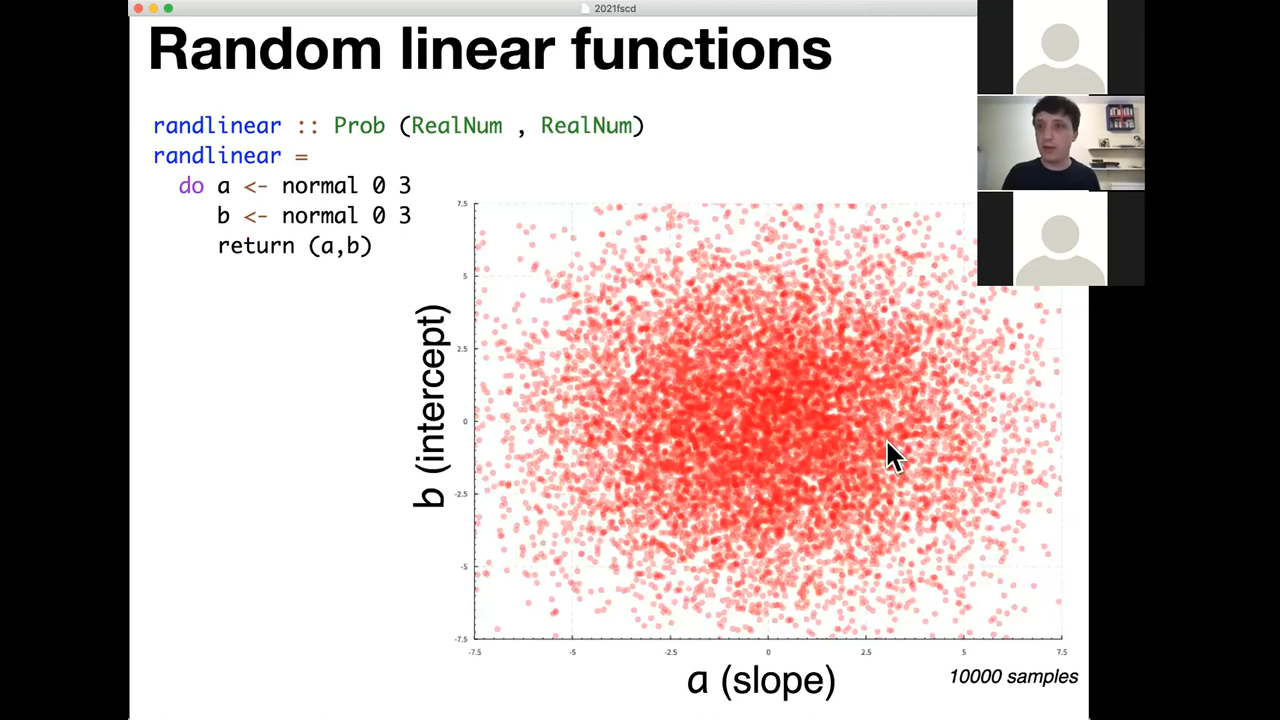 2021fscd
Random linear functions
randlinear :: Prob (RealNum , RealNum)
randlinear =
do a <- normal 0 3
b <- normal 0 3
return (a,b)
7.5
5
2.5
0
-2.5
-5
-7.5
b (intercept)
-7.5 -5 -2.5 0 2.5 5 7.5
a (slope)
10000 samples